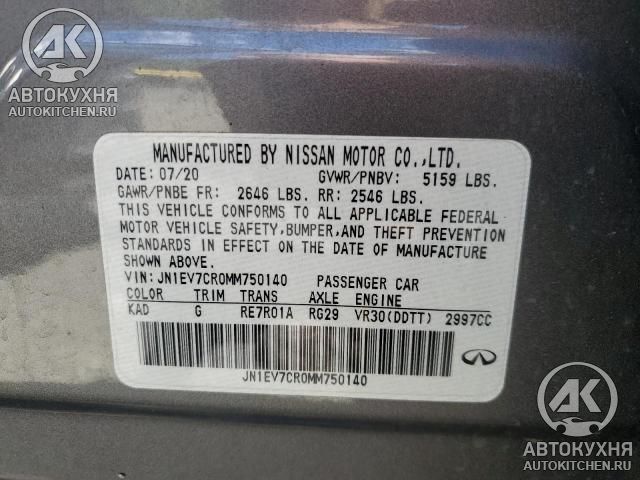 АК
АВТОКУХНЯ
AUTOKITCHEN.RU
MANUFACTURED BY NISSAN MOTOR CO.,LTD.
DATE: 07/20 GVWR/PNBV: 5159 LBS.
GAWR/PNBE FR: 2646 LBS. RR: 2546 LBS.
THIS VEHICLE CONFORMS TO ALL APPLICABLE FEDERAL
MOTOR VEHICLE SAFETY,BUMPER,AND THEFT PREVENTION
STANDARDS IN EFFECT ON THE DATE OF MANUFACTURE
SHOWN ABOVE.
VIN:JN1EV7CR0MM750140 PASSENGER CAR
COLOR TRIM TRANS AXLE ENGINE
KAD G RE7R01A RG29 VR30(DDTT) 2997CC
JN1EV7CR0MM750140
АК
АВТОКУХНЯ
AUTOKITCHEN.RU